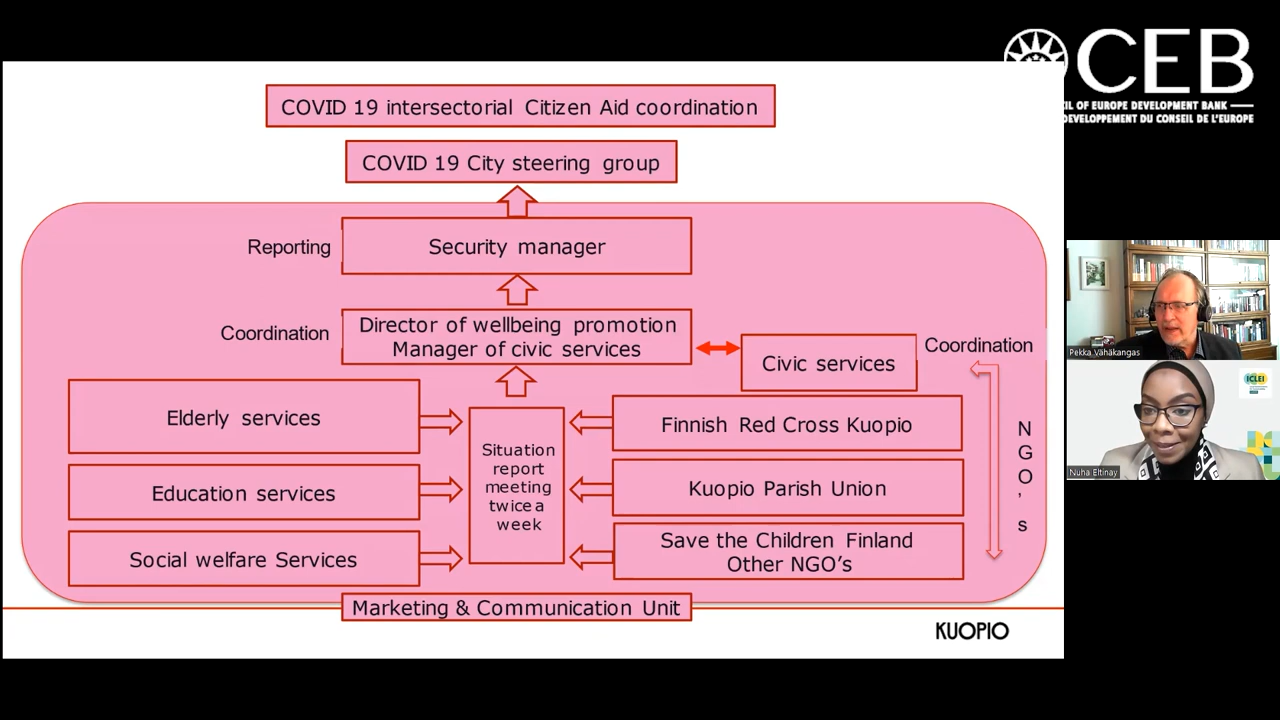 CEB
CIL OF EUROPE DEVELOPMENT BANK
DEVELOPPEMENT DU CONSEIL DE L'EUROPE
COVID 19 intersectorial Citizen Aid coordination
COVID 19 City steering group
Reporting
Security manager
Coordination
Director of wellbeing promotion
Manager of civic services
Civic services
Coordination
Elderly services
Education services
Social welfare Services
Situation
report
meeting
twice a
week
Finnish Red Cross Kuopio
Kuopio Parish Union
Save the Children Finland
Other NGO's
N
G
O
'
s
Marketing & Communication Unit
KUOPIO
Pekka Vähäkangas
ICLEI
Nuha Eltinay